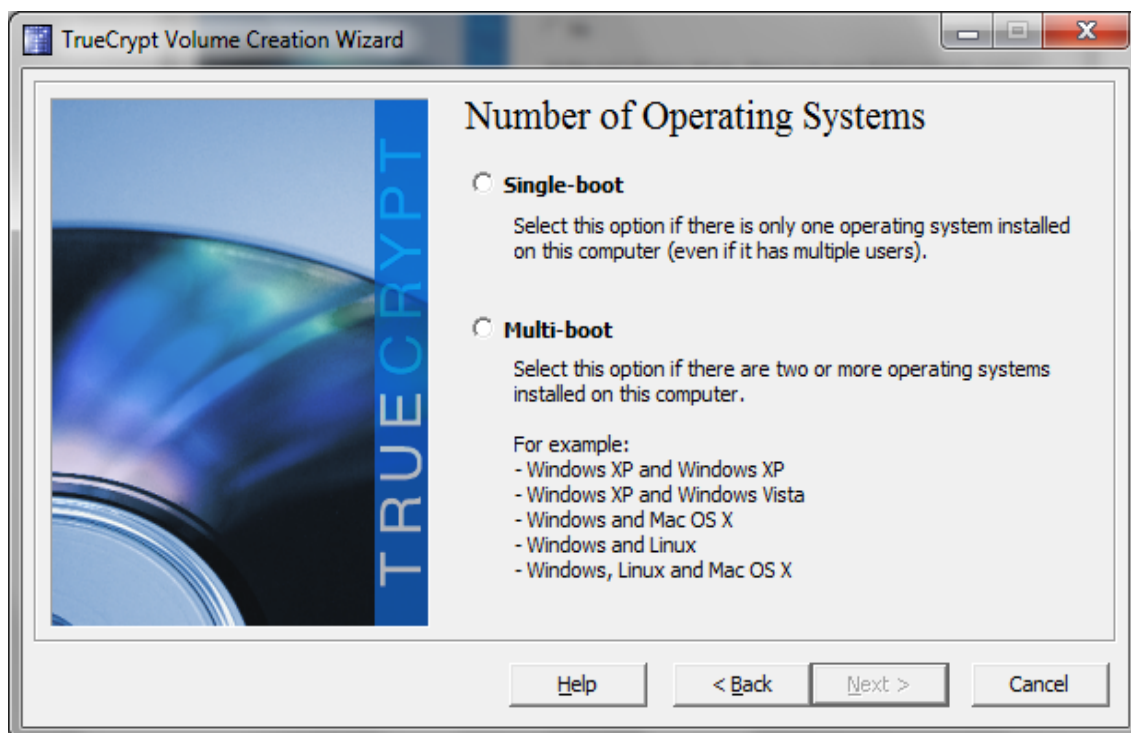 TrueCrypt Volume Creation Wizard
TRUECRYPT
Number of Operating Systems
Single-boot
Select this option if there is only one operating system installed
on this computer (even if it has multiple users).
Multi-boot
Select this option if there are two or more operating systems
installed on this computer.
For example:
- Windows XP and Windows XP
- Windows XP and Windows Vista
- Windows and Mac OS X
- Windows and Linux
- Windows, Linux and Mac OS X
Help
< Back
Next >
Cancel